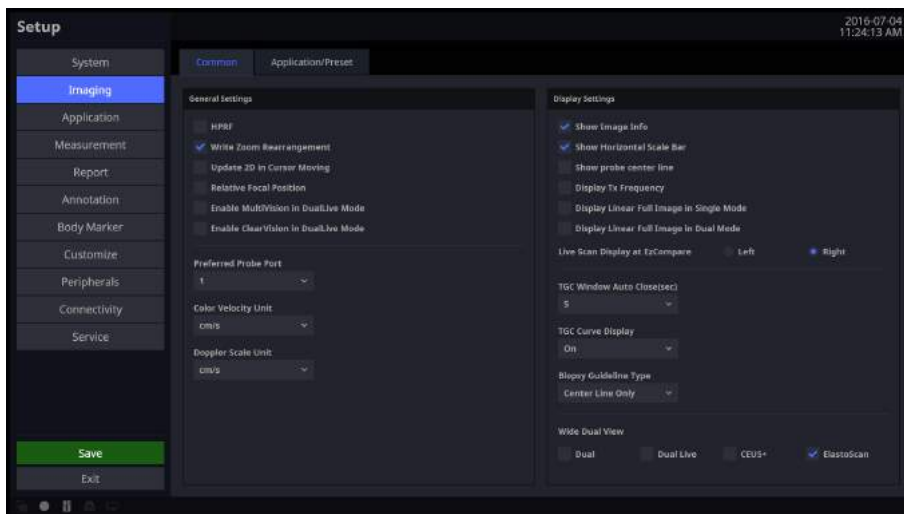 Setup
2016-07-04
11:24:13 AM
System
Imaging
Application
Measurement
Report
Annotation
Body Marker
Customize
Peripherals
Connectivity
Service
Save
Exit
Common
Application/Preset
General Settings
HPRF
Write Zoom Rearrangement
Update 2D in Cursor Moving
Relative Focal Position
Enable MultiVision in DualLive Mode
Enable ClearVision in DualLive Mode
Preferred Probe Port
1
Color Velocity Unit
cm/s
Doppler Scale Unit
cm/s
Display Settings
Show Image Info
Show Horizontal Scale Bar
Show probe center line
Display Tx Frequency
Display Linear Full Image in Single Mode
Display Linear Full Image in Dual Mode
Live Scan Display at EzCompare
Left
Right
TGC Window Auto Close(sec)
5
TGC Curve Display
On
Biopsy Guideline Type
Center Line Only
Wide Dual View
Dual
Dual Live
CEUS+
ElastoScan